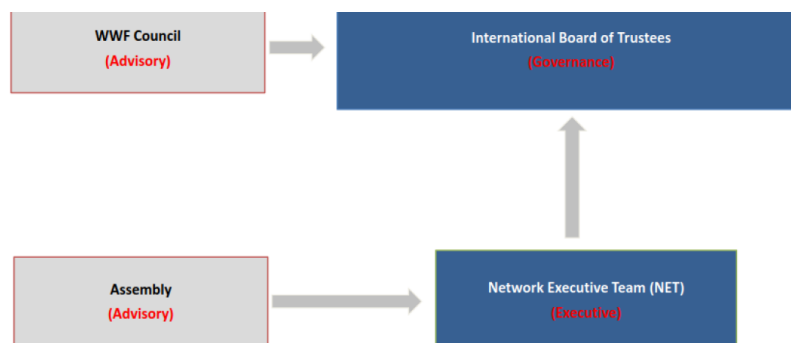 WWF Council
(Advisory)
International Board of Trustees
(Governance)
Assembly
(Advisory)
Network Executive Team (NET)
(Executive)